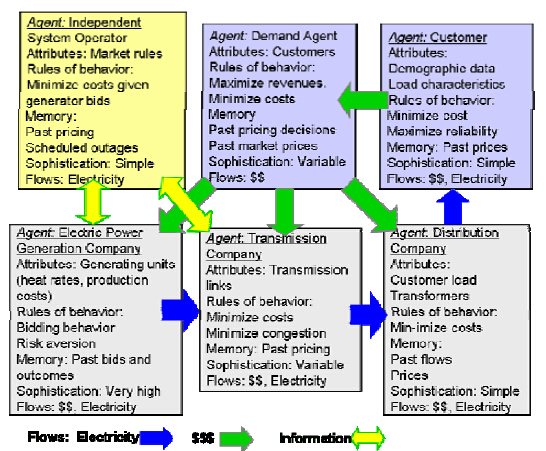 Agent: Independent
System Operator
Attributes: Market rules
Rules of behavior:
Minimize costs given
generator bids
Memory:
Past pricing
Scheduled outages
Sophistication: Simple
Flows: Electricity
Agent: Demand Agent
Attributes: Customers
Rules of behavior:
Maximize revenues.
Minimize costs
Memory
Past pricing decisions
Past market prices
Sophistication: Variable
Flows: $$
Agent: Customer
Attributes:
Demographic data
Load characteristics
Rules of behavior:
Minimize cost
Maximize reliability
Memory: Past prices
Sophistication: Simple
Flows: $$, Electricity
Agent: Electric Power
Generation Company
Attributes: Generating units
(heat rates, production
costs)
Rules of behavior:
Bidding behavior
Risk aversion
Memory: Past bids and
outcomes
Sophistication: Very high
Flows: $$, Electricity
Agent: Transmission
Company
Attributes: Transmission
links
Rules of behavior:
Minimize costs
Minimize congestion
Memory: Past pricing
Sophistication: Variable
Flows: $$, Electricity
Agent: Distribution
Company
Attributes:
Customer load
Transformers
Rules of behavior:
Min-imize costs
Memory:
Past flows
Prices
Sophistication: Simple
Flows: $$, Electricity
Flows: Electricity $$$ Information